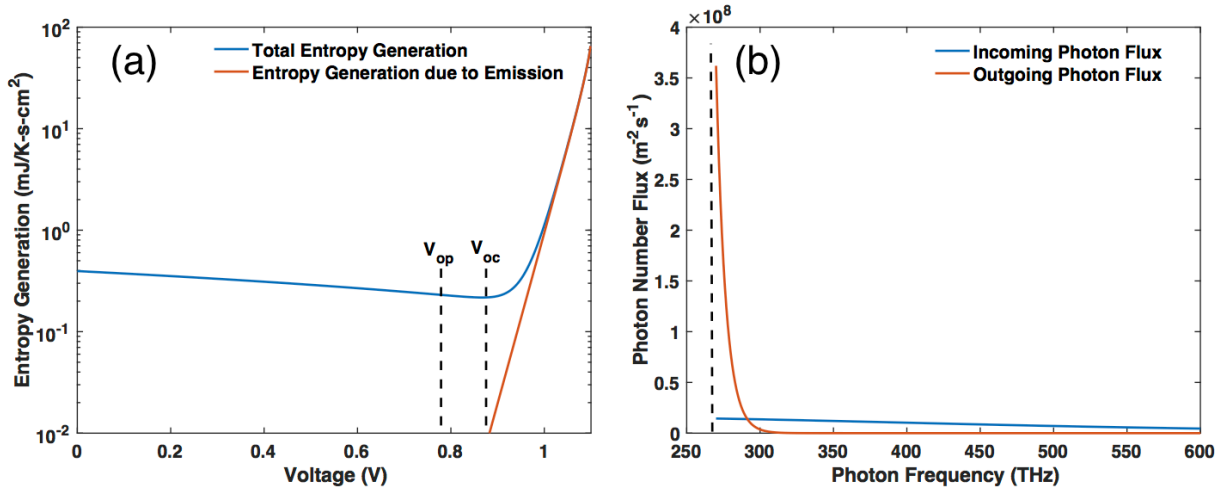 (a)
Total Entropy Generation
Entropy Generation due to Emission
V_op
V_oc
10^2
10^1
10^0
10^-1
10^-2
Entropy Generation (mJ/K-s-cm^2)
0 0.2 0.4 0.6 0.8 1
Voltage (V)
×10^8
(b)
Incoming Photon Flux
Outgoing Photon Flux
4
3.5
3
2.5
2
1.5
1
0.5
0
Photon Number Flux (m^-2 s^-1)
250 300 350 400 450 500 550 600
Photon Frequency (THz)